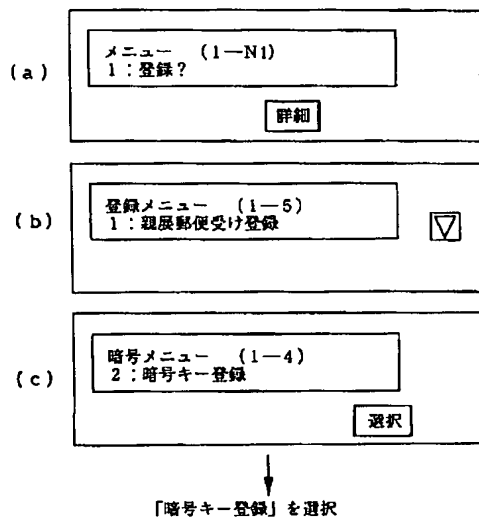 (a)
メニュー (1—N1)
1:登録?
詳細
(b)
登録メニュー (1—5)
1:親展郵便受け登録
▽
(c)
暗号メニュー (1—4)
2:暗号キー登録
選択
「暗号キー登録」を選択